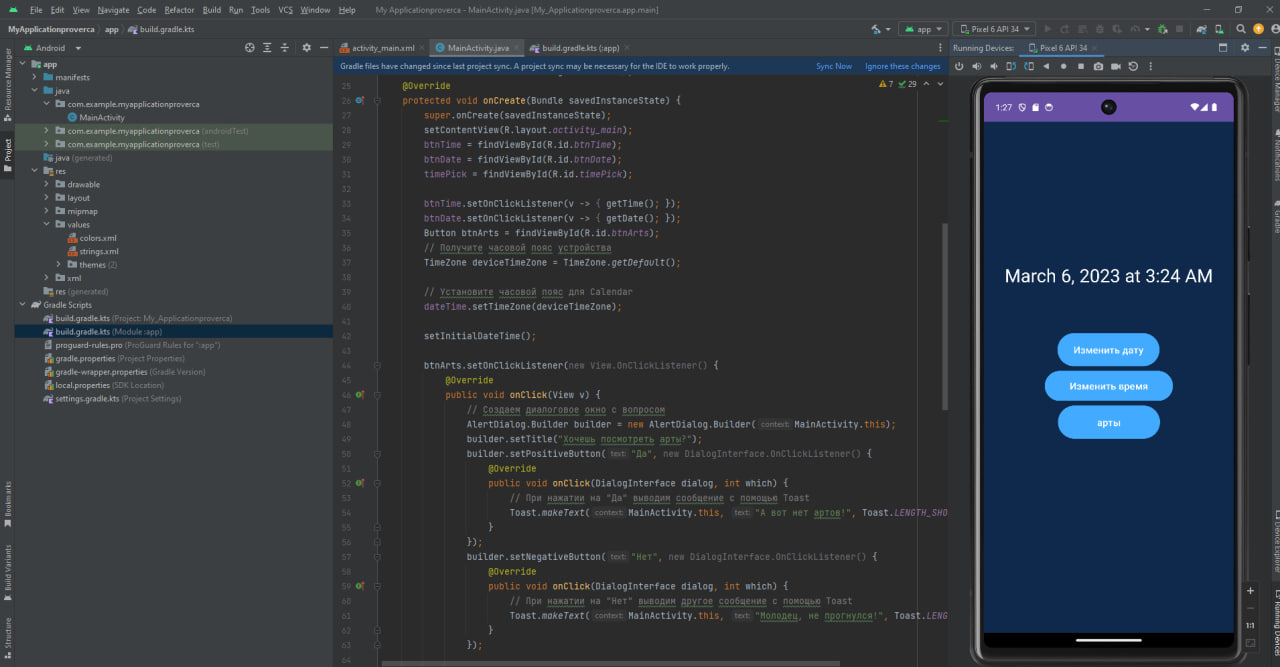 File Edit View Navigate Code Refactor Build Run Tools VCS Window Help My Applicationproverca - MainActivity.java [My_Applicationproverca.app.main]
MyApplicationproverca app build.gradle.kts app Pixel 6 API 34
Android activity_main.xml MainActivity.java build.gradle.kts (:app) Running Devices: Pixel 6 API 34
Gradle files have changed since last project sync. A project sync may be necessary for the IDE to work properly. Sync Now Ignore these changes
7 29
Resource Manager
Project
Bookmarks
Build Variants
Structure
app
manifests
java
com.example.myapplicationproverca
MainActivity
com.example.myapplicationproverca (androidTest)
com.example.myapplicationproverca (test)
java (generated)
res
drawable
layout
mipmap
values
colors.xml
strings.xml
themes (2)
xml
res (generated)
Gradle Scripts
build.gradle.kts (Project: My_Applicationproverca)
build.gradle.kts (Module :app)
proguard-rules.pro (ProGuard Rules for ":app")
gradle.properties (Project Properties)
gradle-wrapper.properties (Gradle Version)
local.properties (SDK Location)
settings.gradle.kts (Project Settings)
25 @Override
26 protected void onCreate(Bundle savedInstanceState) {
27 super.onCreate(savedInstanceState);
28 setContentView(R.layout.activity_main);
29 btnTime = findViewById(R.id.btnTime);
30 btnDate = findViewById(R.id.btnDate);
31 timePick = findViewById(R.id.timePick);
32
33 btnTime.setOnClickListener(v -> { getTime(); });
34 btnDate.setOnClickListener(v -> { getDate(); });
35 Button btnArts = findViewById(R.id.btnArts);
36 // Получите часовой пояс устройства
37 TimeZone deviceTimeZone = TimeZone.getDefault();
38
39 // Установите часовой пояс для Calendar
40 dateTime.setTimeZone(deviceTimeZone);
41
42 setInitialDateTime();
43
44 btnArts.setOnClickListener(new View.OnClickListener() {
45 @Override
46 public void onClick(View v) {
47 // Создаем диалоговое окно с вопросом
48 AlertDialog.Builder builder = new AlertDialog.Builder( context: MainActivity.this);
49 builder.setTitle("Хочешь посмотреть арты?");
50 builder.setPositiveButton( text: "Да", new DialogInterface.OnClickListener() {
51 @Override
52 public void onClick(DialogInterface dialog, int which) {
53 // При нажатии на "Да" выводим сообщение с помощью Toast
54 Toast.makeText( context: MainActivity.this, text: "А вот нет артов!", Toast.LENGTH_SHO
55 }
56 });
57 builder.setNegativeButton( text: "Нет", new DialogInterface.OnClickListener() {
58 @Override
59 public void onClick(DialogInterface dialog, int which) {
60 // При нажатии на "Нет" выводим другое сообщение с помощью Toast
61 Toast.makeText( context: MainActivity.this, text: "Молодец, не прогнулся!", Toast.LENG
62 }
63 });
64
1:27
March 6, 2023 at 3:24 AM
Изменить дату
Изменить время
арты
1:1
Device Manager
Notifications
Gradle
Device Explorer
Running Devices